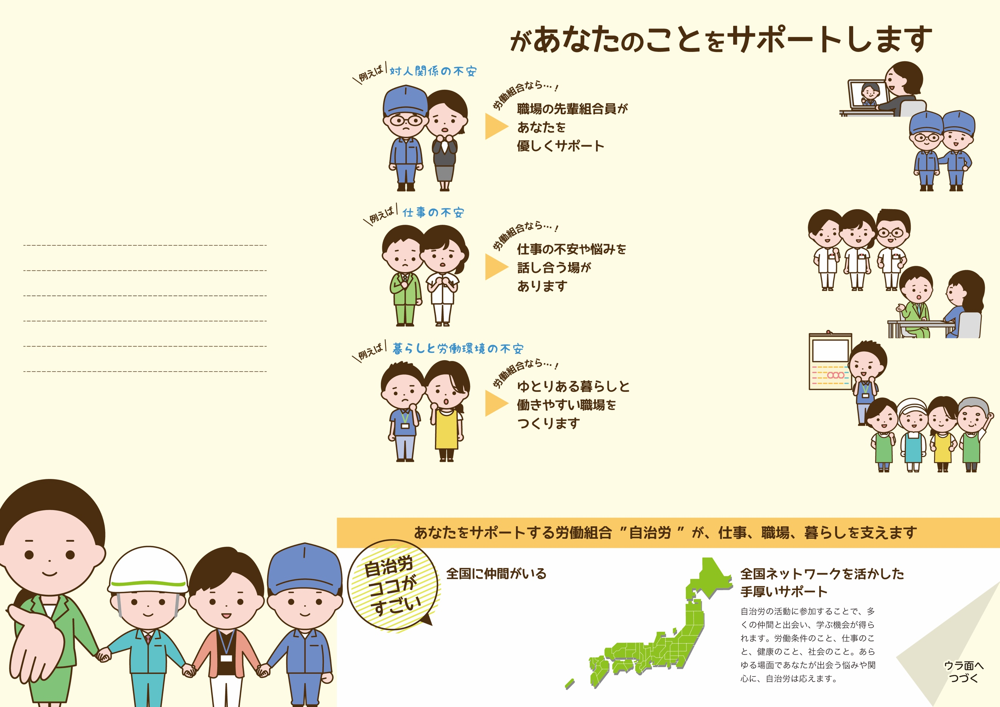 があなたのことをサポートします
例えば 対人関係の不安
労働組合なら…！
職場の先輩組合員が
あなたを
優しくサポート
例えば 仕事の不安
労働組合なら…！
仕事の不安や悩みを
話し合う場が
あります
例えば 暮らしと労働環境の不安
労働組合なら…！
ゆとりある暮らしと
働きやすい職場を
つくります
あなたをサポートする労働組合 ”自治労 ” が、仕事、職場、暮らしを支えます
自治労
ココが
すごい
全国に仲間がいる
全国ネットワークを活かした
手厚いサポート
自治労の活動に参加することで、多
くの仲間と出会い、学ぶ機会が得ら
れます。労働条件のこと、仕事のこ
と、健康のこと、社会のこと。あら
ゆる場面であなたが出会う悩みや関
心に、自治労は応えます。
ウラ面へ
つづく